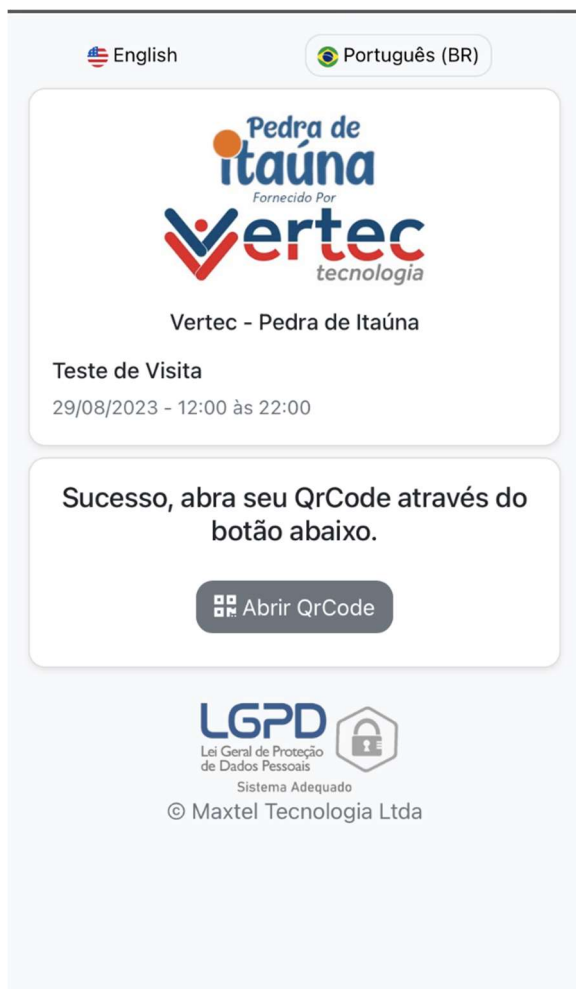 English
Português (BR)
Pedra de
itaúna
Fornecido Por
Vertec
tecnologia
Vertec - Pedra de Itaúna
Teste de Visita
29/08/2023 - 12:00 às 22:00
Sucesso, abra seu QrCode através do
botão abaixo.
Abrir QrCode
LGPD
Lei Geral de Proteção
de Dados Pessoais
Sistema Adequado
© Maxtel Tecnologia Ltda